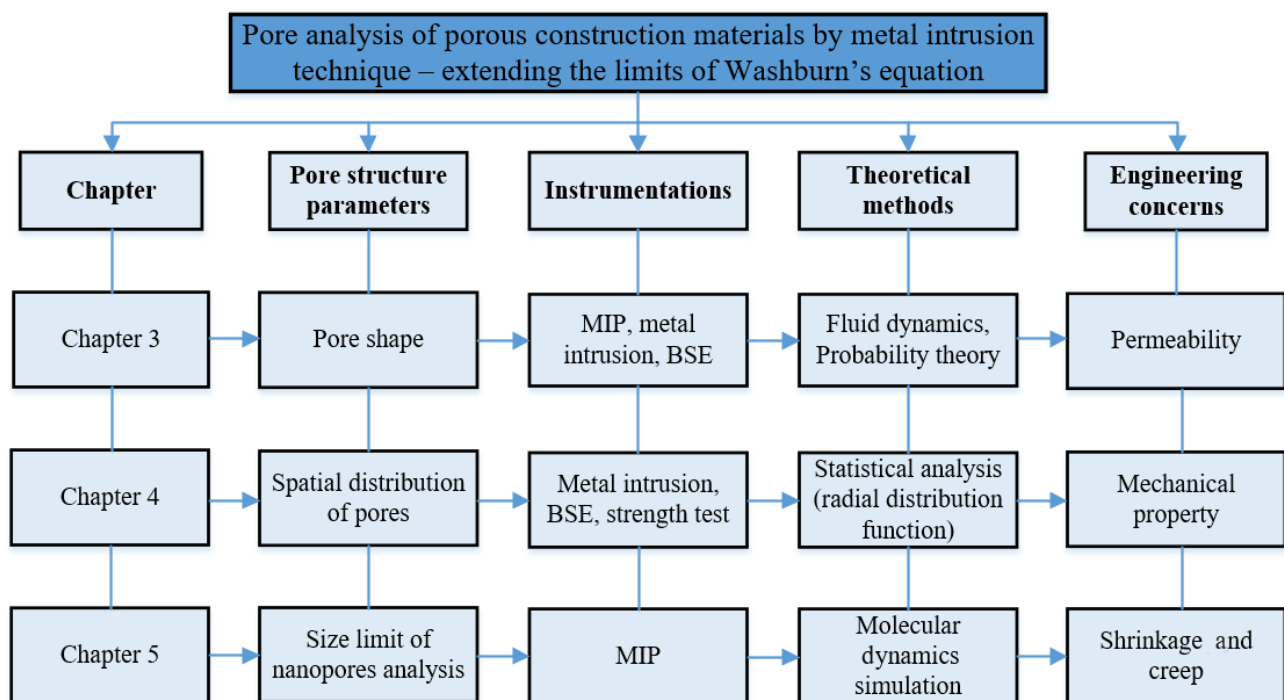 Pore analysis of porous construction materials by metal intrusion
technique – extending the limits of Washburn’s equation
Chapter
Pore structure
parameters
Instrumentations
Theoretical
methods
Engineering
concerns
Chapter 3
Pore shape
MIP, metal
intrusion, BSE
Fluid dynamics,
Probability theory
Permeability
Chapter 4
Spatial distribution
of pores
Metal intrusion,
BSE, strength test
Statistical analysis
(radial distribution
function)
Mechanical
property
Chapter 5
Size limit of
nanopores analysis
MIP
Molecular
dynamics
simulation
Shrinkage and
creep